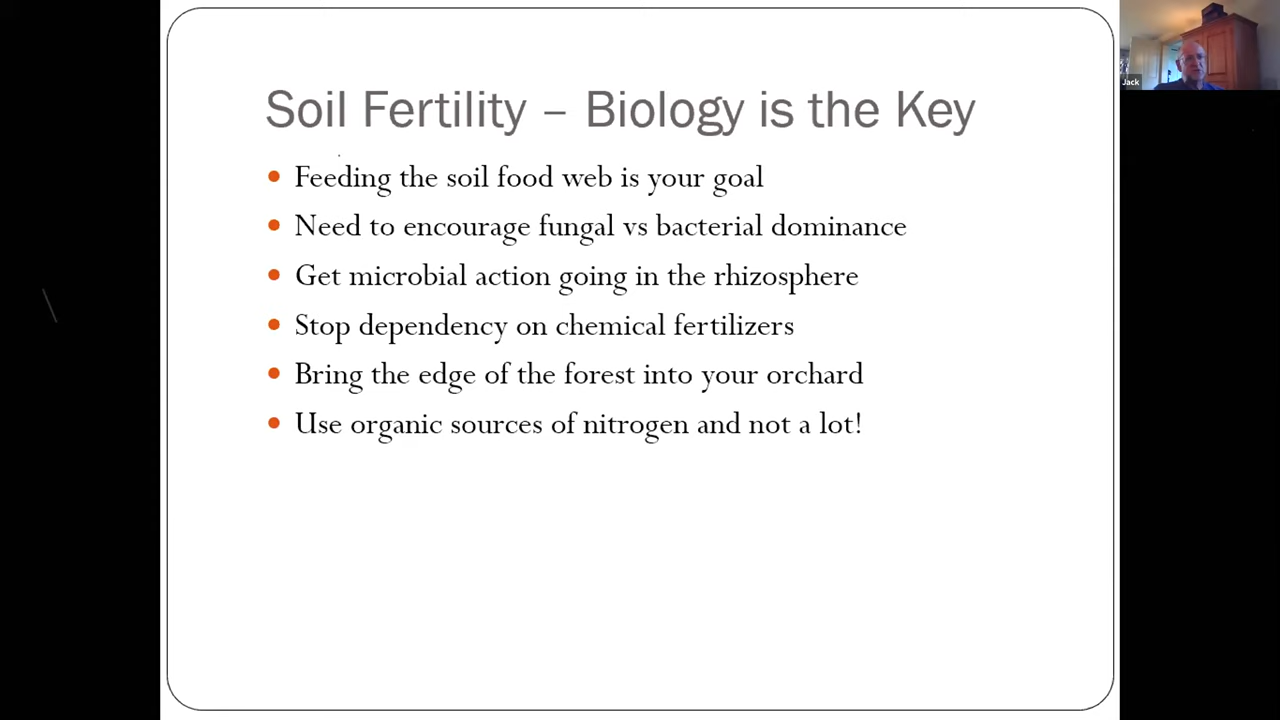 Soil Fertility – Biology is the Key
Feeding the soil food web is your goal
Need to encourage fungal vs bacterial dominance
Get microbial action going in the rhizosphere
Stop dependency on chemical fertilizers
Bring the edge of the forest into your orchard
Use organic sources of nitrogen and not a lot!
Jack